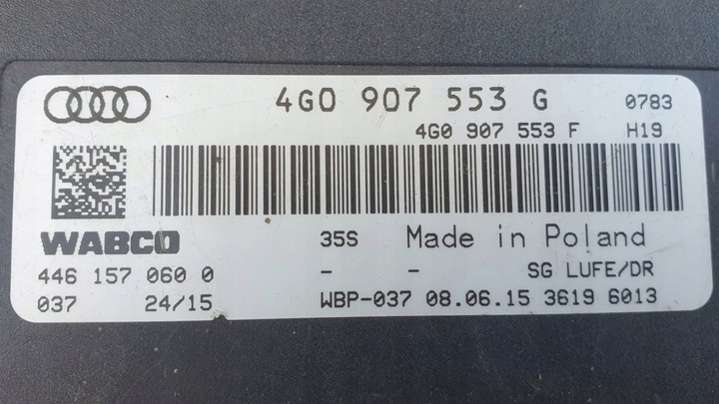 4G0 907 553 G 0783
4G0 907 553 F H19
WABCO 35S Made in Poland
446 157 060 0 - - SG LUFE/DR
037 24/15 WBP-037 08.06.15 3619 6013